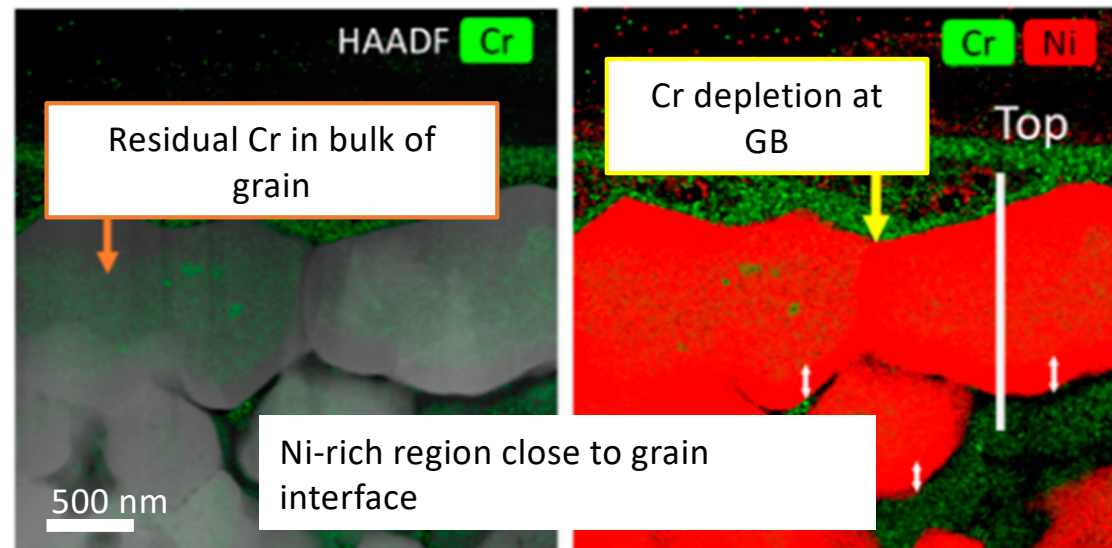 HAADF Cr
Residual Cr in bulk of
grain
500 nm
Cr Ni
Cr depletion at
GB
Top
Ni-rich region close to grain
interface